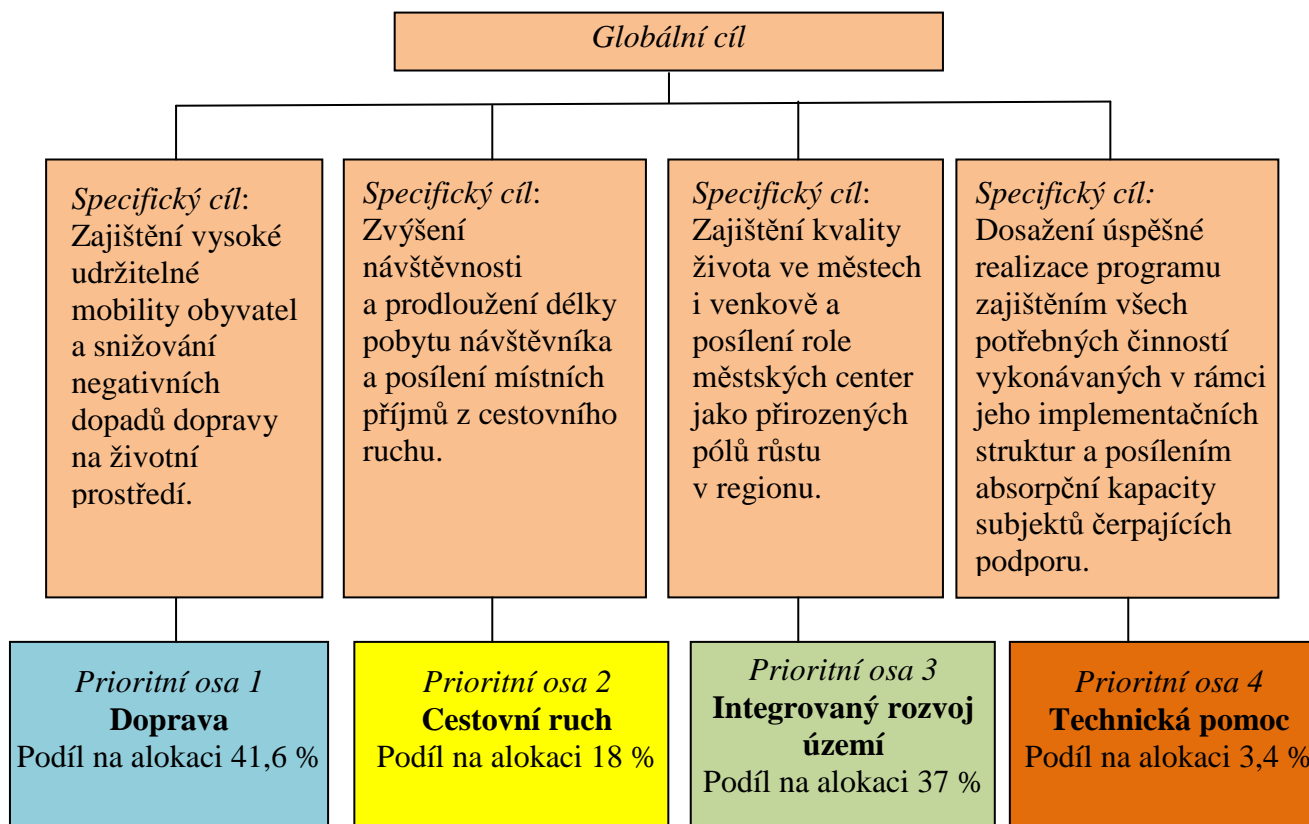 Globální cíl
Specifický cíl:
Zajištění vysoké
udržitelné
mobility obyvatel
a snižování
negativních
dopadů dopravy
na životní
prostředí.
Specifický cíl:
Zvýšení
návštěvnosti
a prodloužení délky
pobytu návštěvníka
a posílení místních
příjmů z cestovního
ruchu.
Specifický cíl:
Zajištění kvality
života ve městech
i venkově a
posílení role
městských center
jako přirozených
pólů růstu
v regionu.
Specifický cíl:
Dosažení úspěšné
realizace programu
zajištěním všech
potřebných činností
vykonávaných v rámci
jeho implementačních
struktur a posílením
absorpční kapacity
subjektů čerpajících
podporu.
Prioritní osa 1
Doprava
Podíl na alokaci 41,6 %
Prioritní osa 2
Cestovní ruch
Podíl na alokaci 18 %
Prioritní osa 3
Integrovaný rozvoj
území
Podíl na alokaci 37 %
Prioritní osa 4
Technická pomoc
Podíl na alokaci 3,4 %